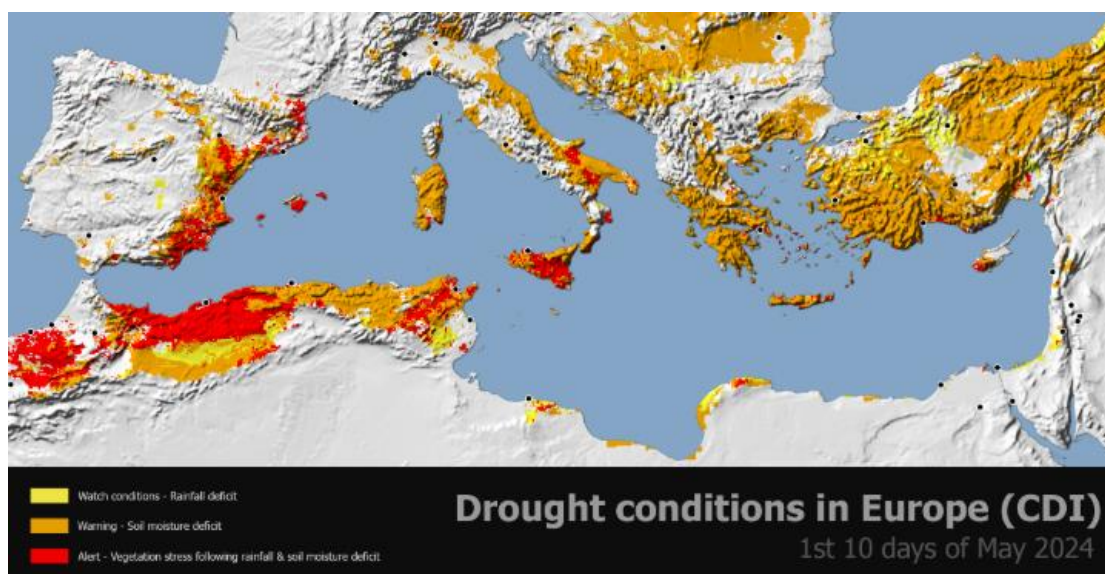 Watch conditions - Rainfall deficit
Warning - Soil moisture deficit
Alert - Vegetation stress following rainfall & soil moisture deficit
Drought conditions in Europe (CDI)
1st 10 days of May 2024